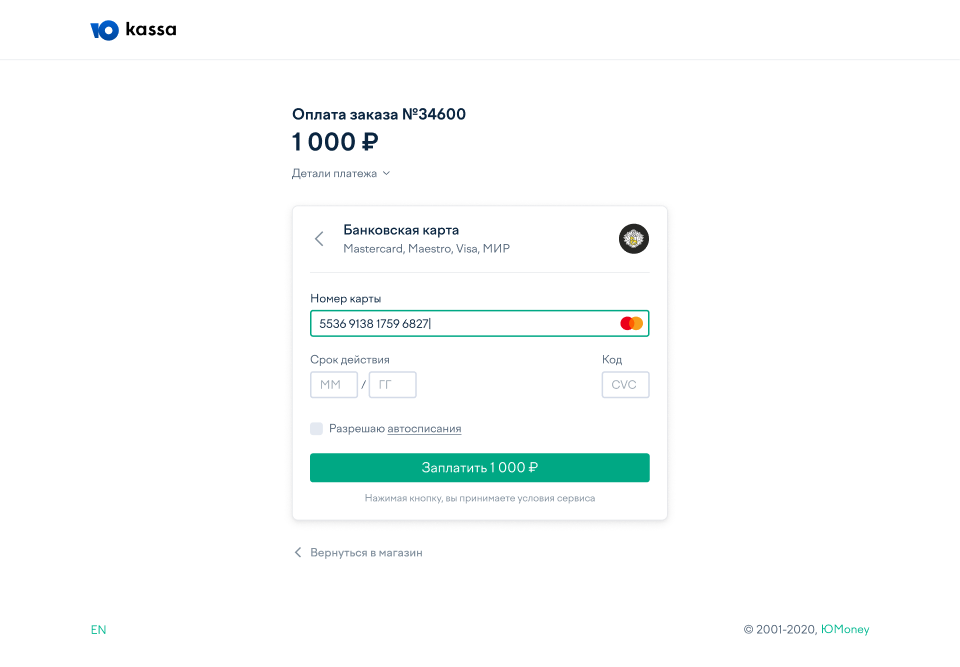 Ю kassa
Оплата заказа №34600
1 000 ₽
Детали платежа
Банковская карта
Mastercard, Maestro, Visa, МИР
Номер карты
5536 9138 1759 6827
Срок действия
Код
ММ / ГГ
CVC
Разрешаю автосписания
Заплатить 1 000 ₽
Нажимая кнопку, вы принимаете условия сервиса
Вернуться в магазин
EN
© 2001-2020, ЮMoney